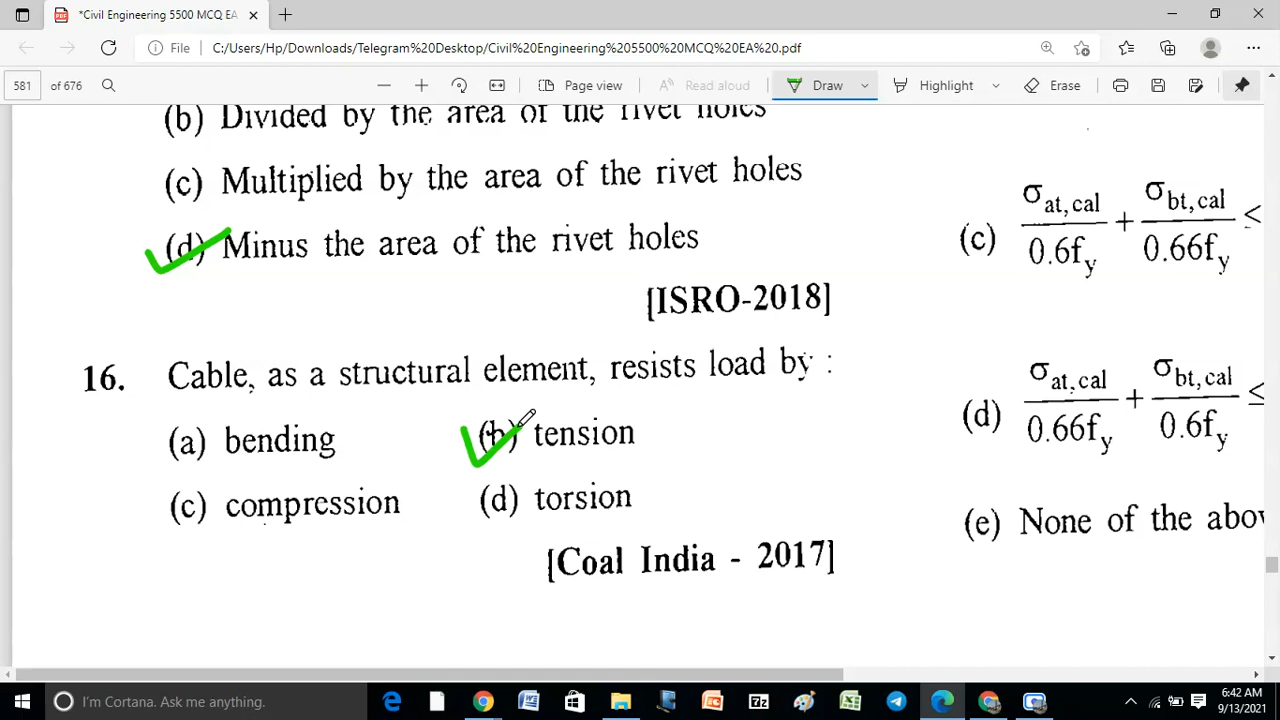 *Civil Engineering 5500 MCQ EA
File
C:/Users/Hp/Downloads/Telegram%20Desktop/Civil%20Engineering%205500%20MCQ%20EA%20.pdf
581 of 676
Page view
Read aloud
Draw
Highlight
Erase
(b) Divided by the area of the rivet holes
(c) Multiplied by the area of the rivet holes
(d) Minus the area of the rivet holes
[ISRO-2018]
16. Cable, as a structural element, resists load by :
(a) bending (b) tension
(c) compression (d) torsion
[Coal India - 2017]
(c) σat,cal/0.6fy + σbt,cal/0.66fy ≤
(d) σat,cal/0.66fy + σbt,cal/0.6fy ≤
(e) None of the abov
I'm Cortana. Ask me anything.
6:42 AM
9/13/2021